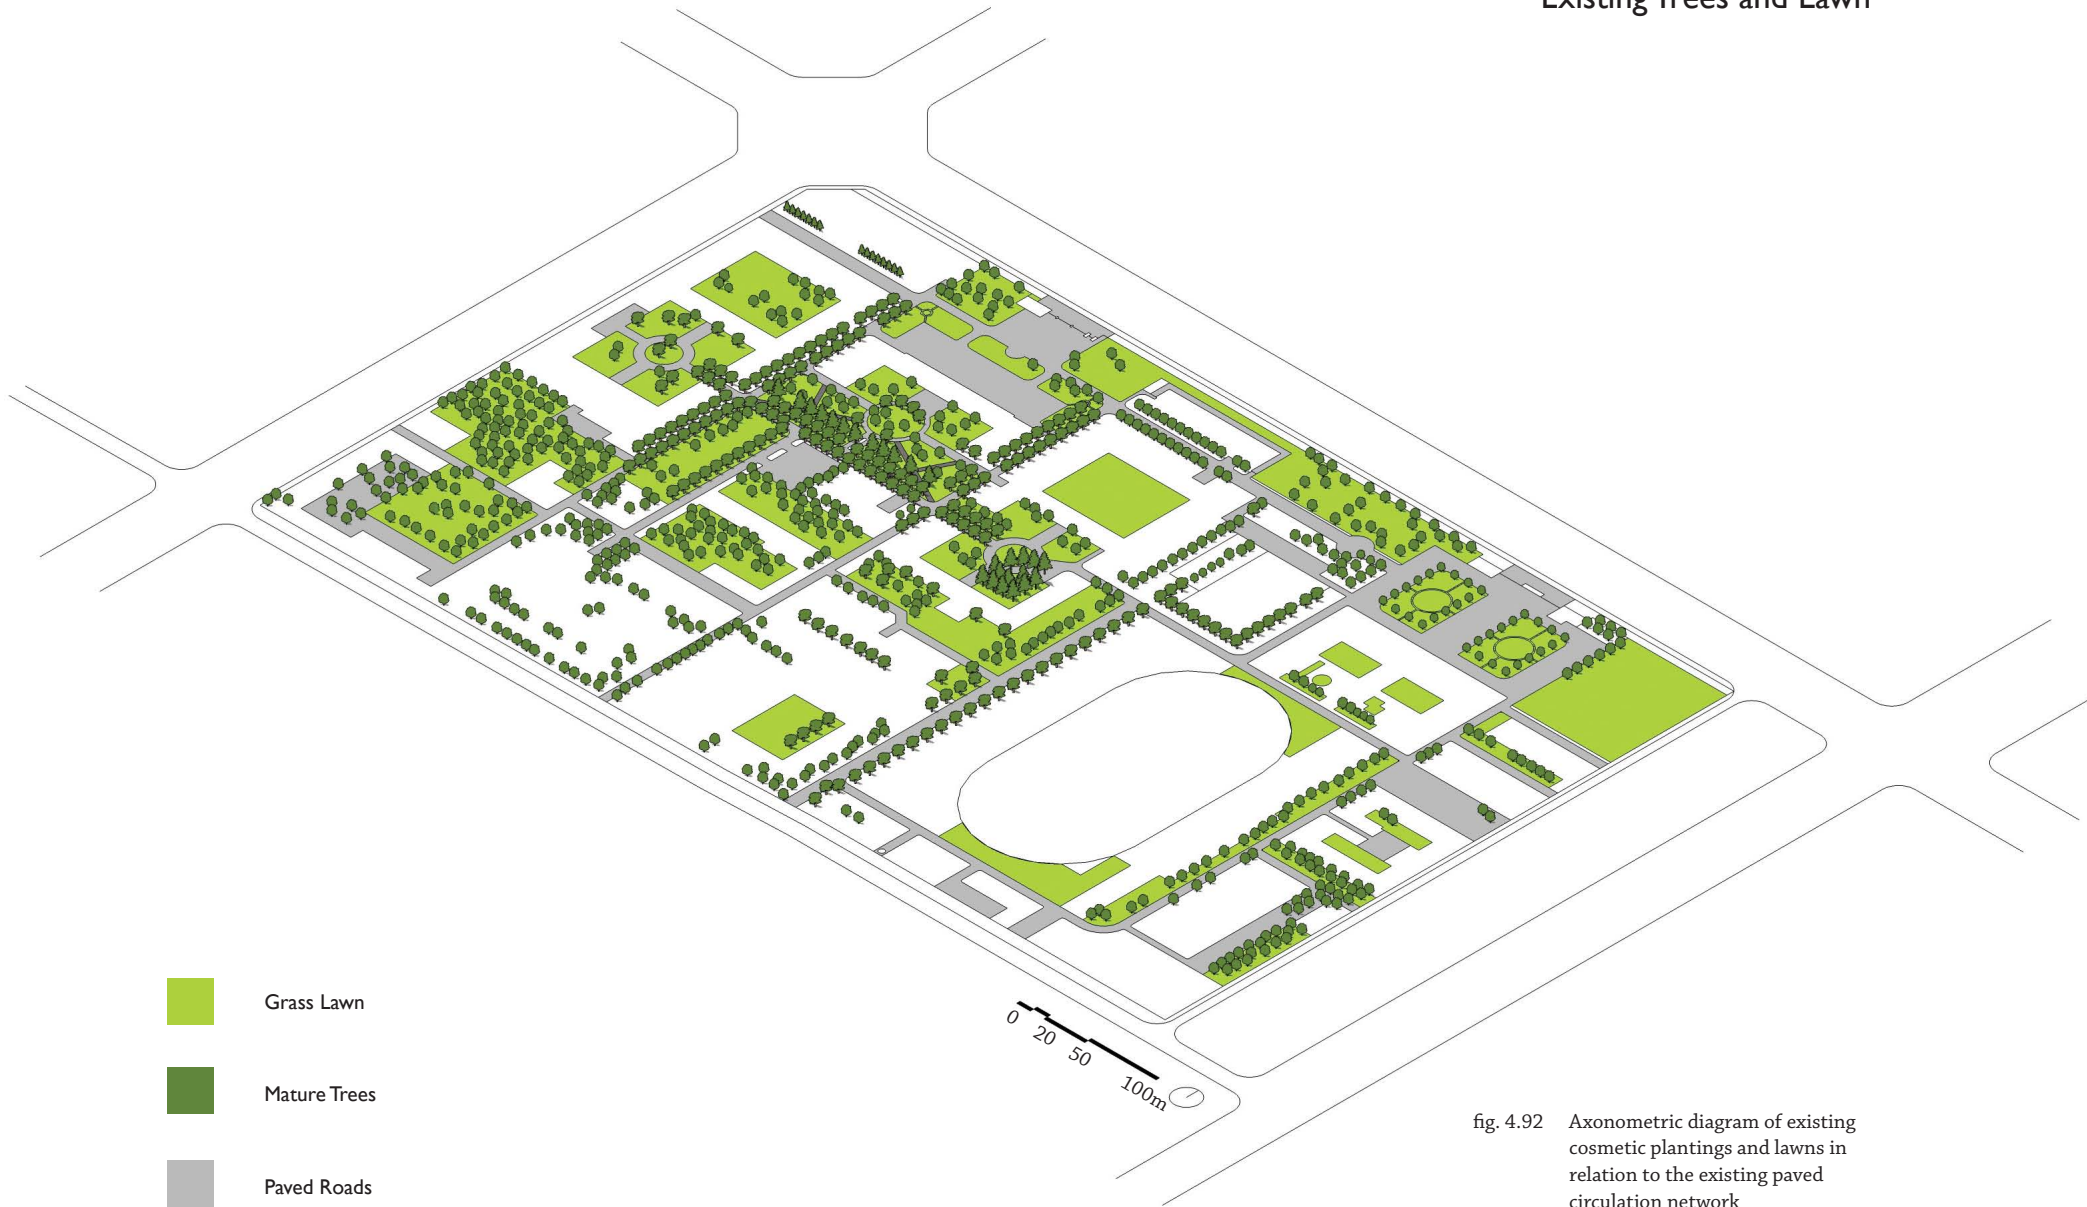 Existing Trees and Lawn
Grass Lawn
Mature Trees
Paved Roads
0
20
50
100m
fig. 4.92 Axonometric diagram of existing
cosmetic plantings and lawns in
relation to the existing paved
circulation network